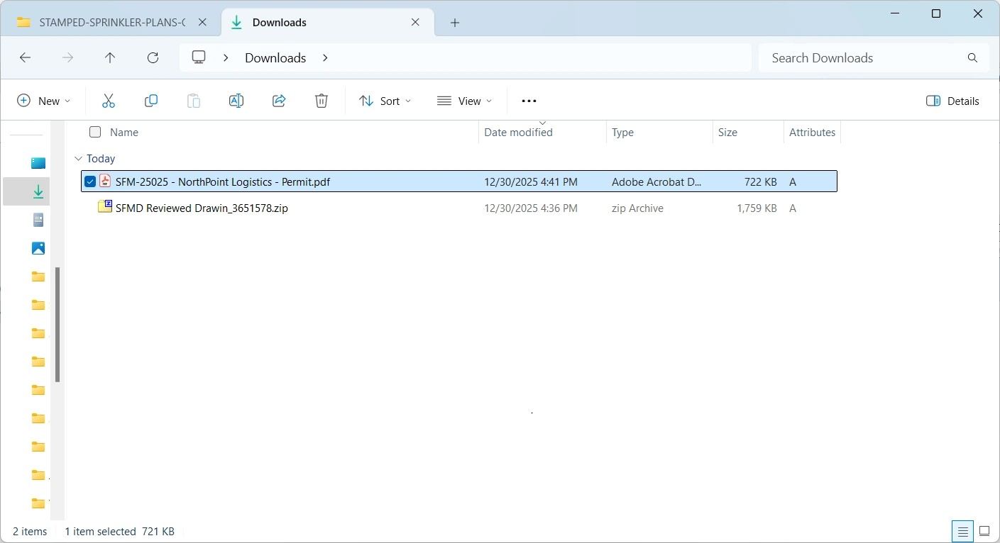 STAMPED-SPRINKLER-PLANS-
Downloads
Downloads
Search Downloads
New
Sort
View
Details
Name
Date modified
Type
Size
Attributes
Today
SFM-25025 - NorthPoint Logistics - Permit.pdf 12/30/2025 4:41 PM Adobe Acrobat D... 722 KB A
SFMD Reviewed Drawin_3651578.zip 12/30/2025 4:36 PM zip Archive 1,759 KB A
2 items 1 item selected 721 KB